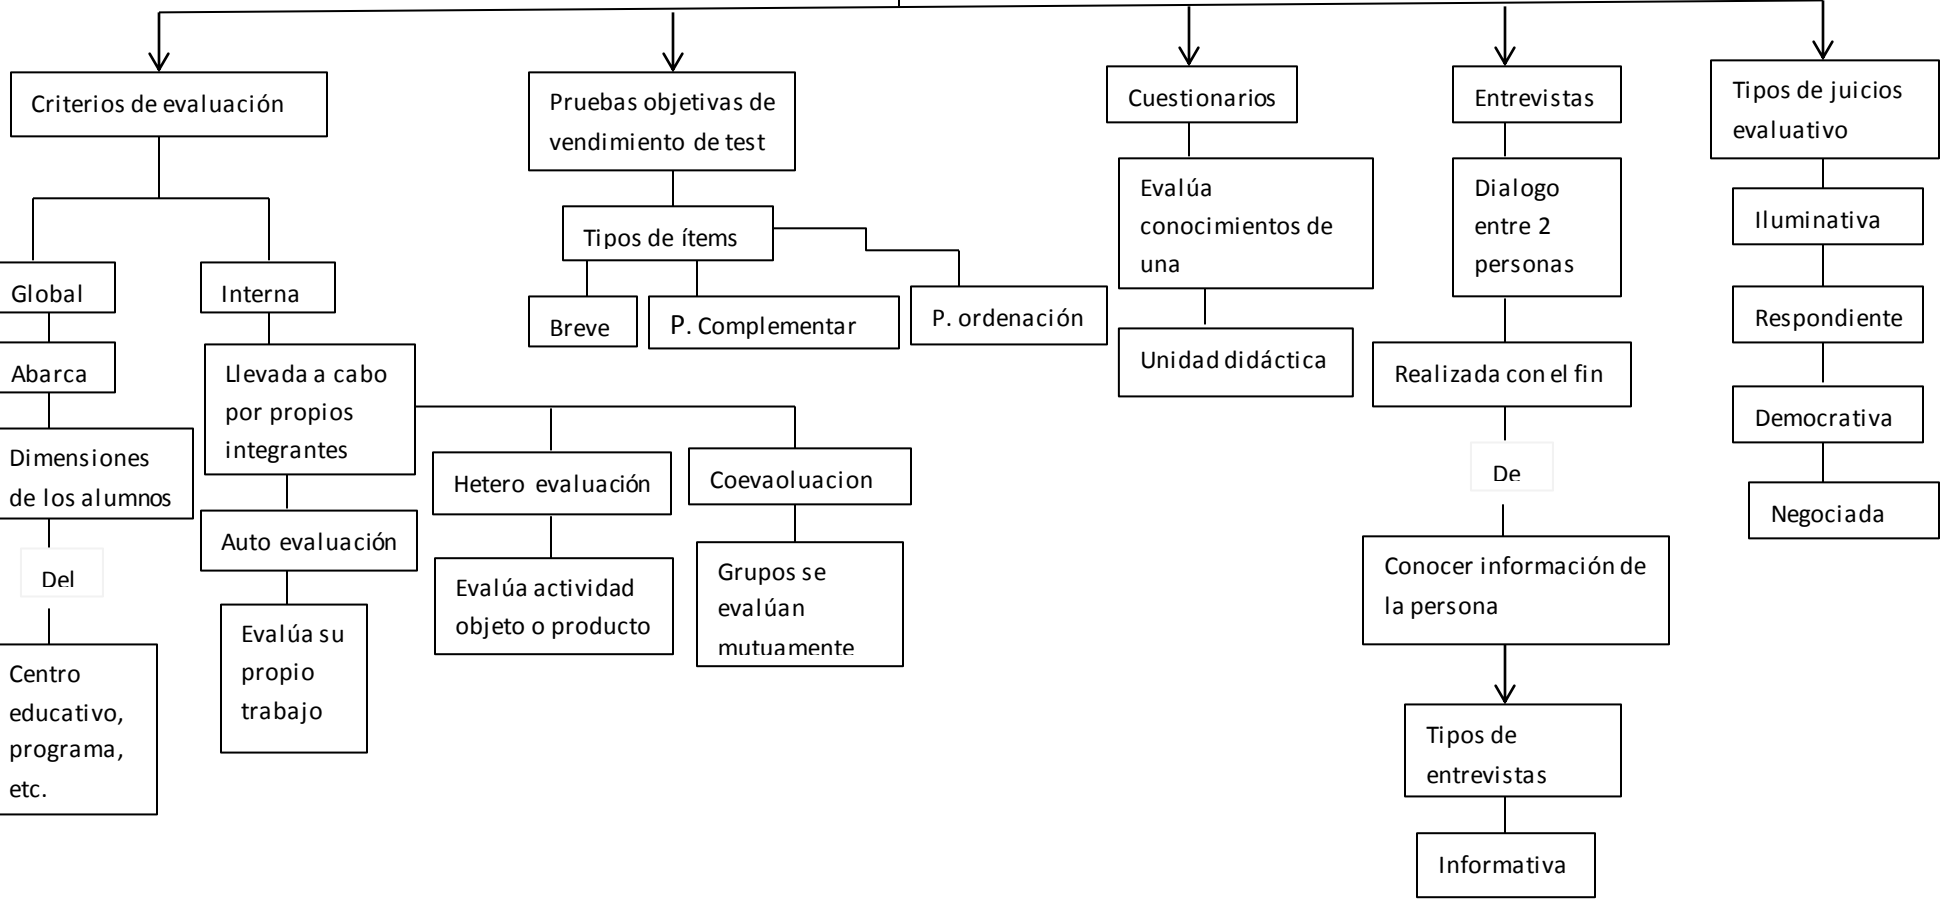 Criterios de evaluación
Global
Abarca
Dimensiones
de los alumnos
Del
Centro
educativo,
programa,
etc.
Interna
Llevada a cabo
por propios
integrantes
Auto evaluación
Evalúa su
propio
trabajo
Hetero evaluación
Evalúa actividad
objeto o producto
Coevaoluacion
Grupos se
evalúan
mutuamente
Pruebas objetivas de
vendimiento de test
Tipos de ítems
Breve
P. Complementar
P. ordenación
Cuestionarios
Evalúa
conocimientos de
una
Unidad didáctica
Entrevistas
Dialogo
entre 2
personas
Realizada con el fin
De
Conocer información de
la persona
Tipos de
entrevistas
Informativa
Tipos de juicios
evaluativo
Iluminativa
Respondiente
Democrativa
Negociada